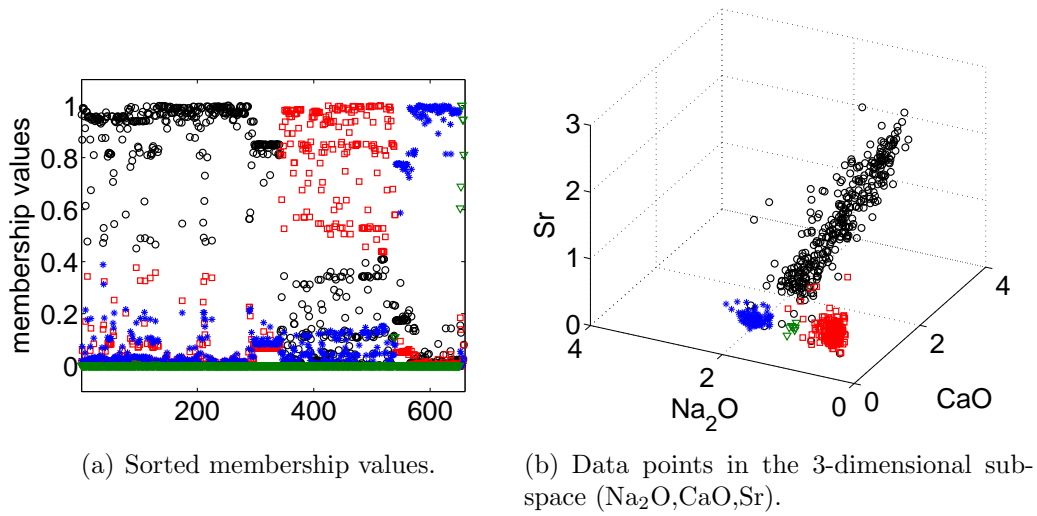 membership values
1
0.8
0.6
0.4
0.2
0
200
400
600
(a) Sorted membership values.
Sr
3
2
1
0
4
2
0
Na₂O
0
2
4
CaO
(b) Data points in the 3-dimensional sub-
space (Na₂O,CaO,Sr).